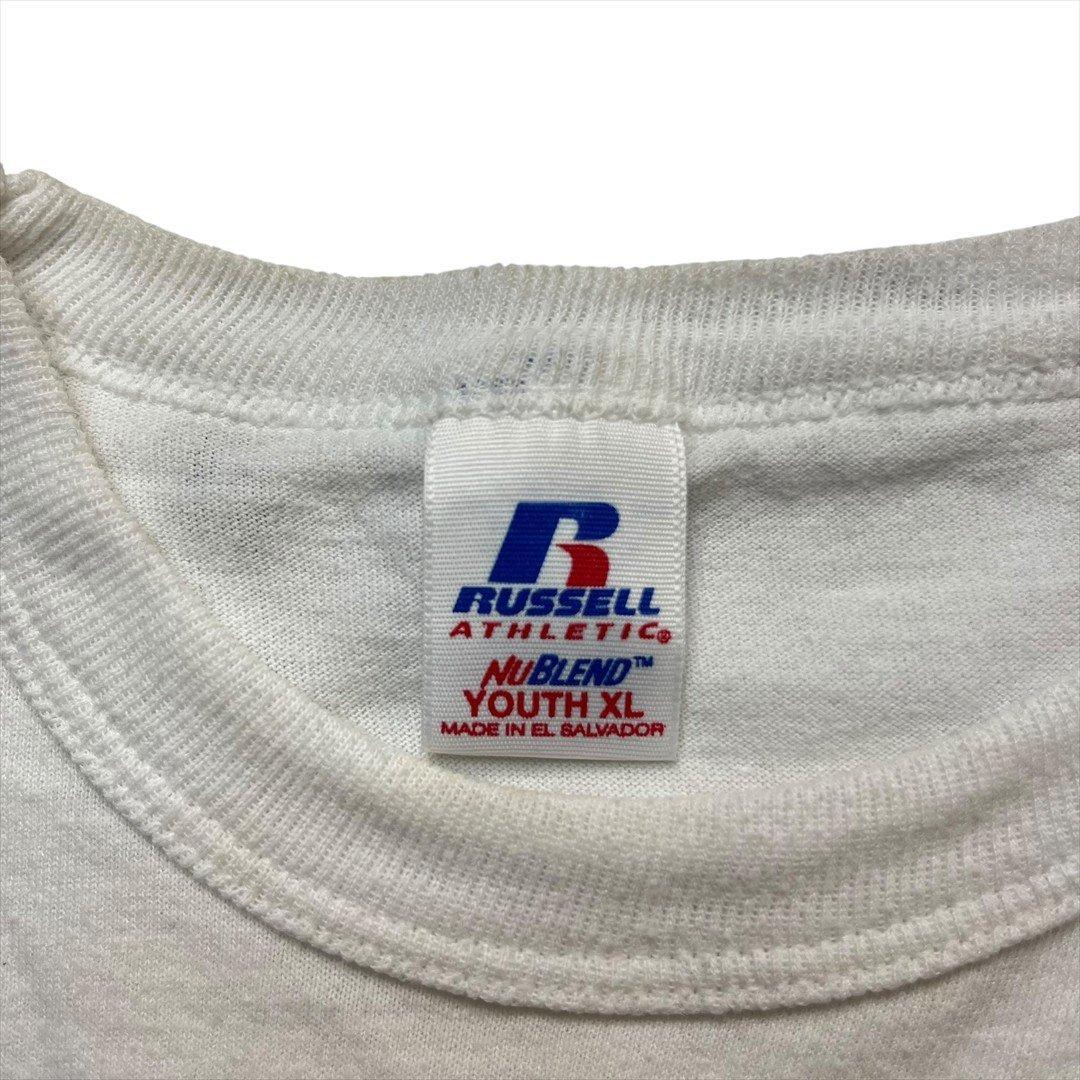 R
RUSSELL
ATHLETIC®
NUBLEND™
YOUTH XL
MADE IN EL SALVADOR